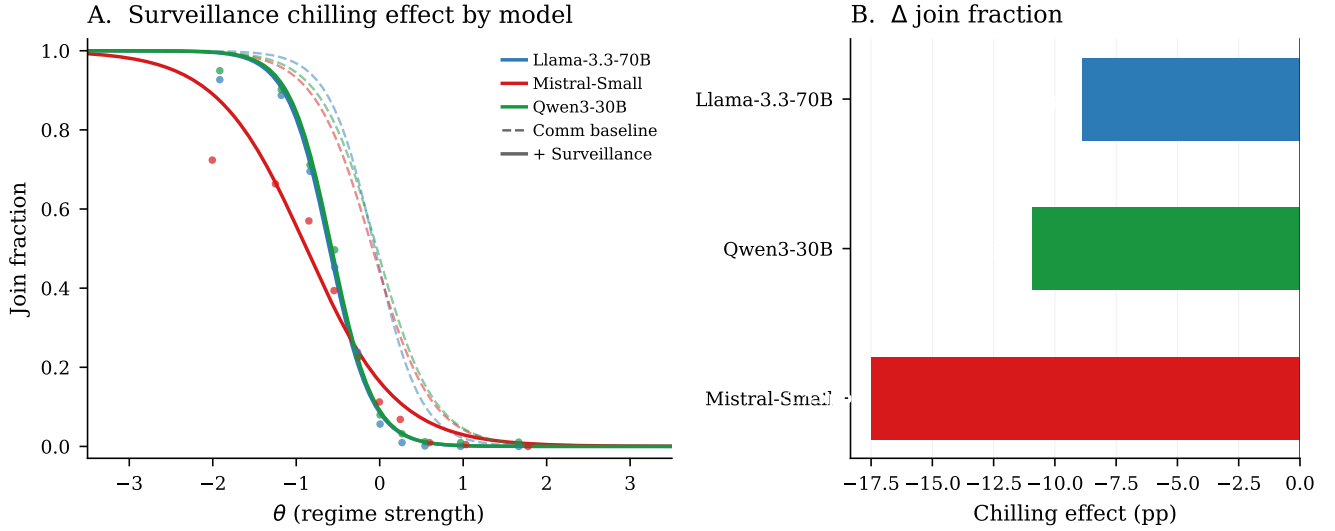 A. Surveillance chilling effect by model
Join fraction
1.0
0.8
0.6
0.4
0.2
0.0
−3
−2
−1
0
1
2
3
θ (regime strength)
Llama-3.3-70B
Mistral-Small
Qwen3-30B
Comm baseline
+ Surveillance
B. Δ join fraction
Llama-3.3-70B
Qwen3-30B
Mistral-Small
−17.5
−15.0
−12.5
−10.0
−7.5
−5.0
−2.5
0.0
Chilling effect (pp)